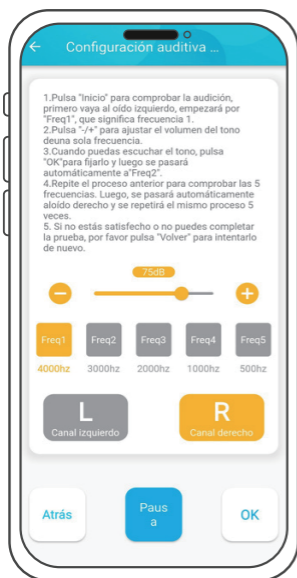 ← Configuración auditiva ...
1.Pulsa "Inicio" para comprobar la audición,
primero vaya al oído izquierdo, empezará por
"Freq1", que significa frecuencia 1.
2.Pulsa "-/+" para ajustar el volumen del tono
deuna sola frecuencia.
3.Cuando puedas escuchar el tono, pulsa
"OK"para fijarlo y luego se pasará
automáticamente a"Freq2".
4.Repite el proceso anterior para comprobar las 5
frecuencias. Luego, se pasará automáticamente
aloído derecho y se repetirá el mismo proceso 5
veces.
5. Si no estás satisfecho o no puedes completar
la prueba, por favor pulsa "Volver" para intentarlo
de nuevo.
75dB
Freq1 Freq2 Freq3 Freq4 Freq5
4000hz 3000hz 2000hz 1000hz 500hz
L R
Canal izquierdo Canal derecho
Atrás Paus OK
a